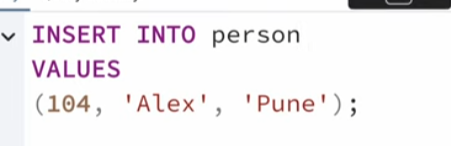 INSERT INTO person
VALUES
(104, 'Alex', 'Pune');